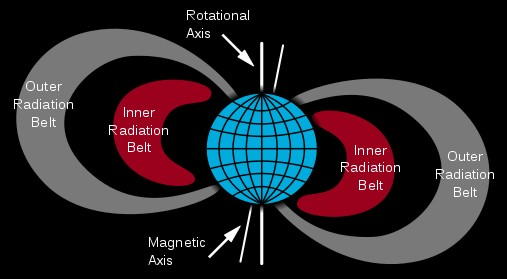 Rotational
Axis
Outer
Radiation
Belt
Inner
Radiation
Belt
Inner
Radiation
Belt
Outer
Radiation
Belt
Magnetic
Axis